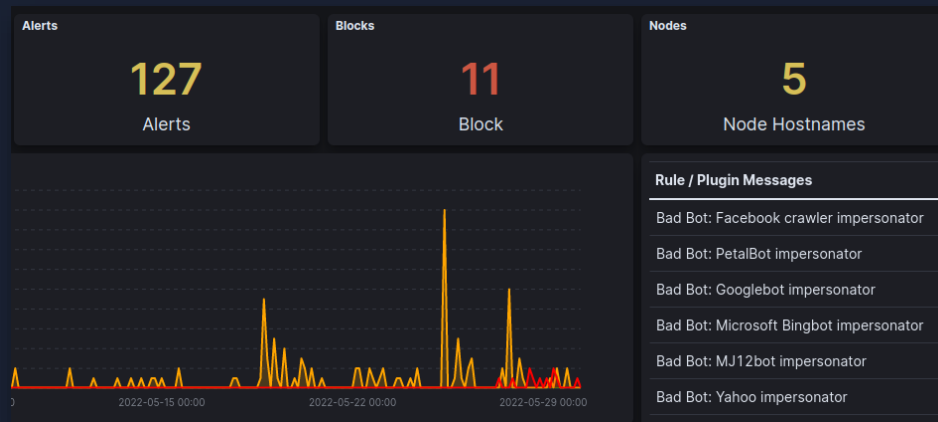 Alerts
127
Alerts
Blocks
11
Block
Nodes
5
Node Hostnames
0
2022-05-15 00:00
2022-05-22 00:00
2022-05-29 00:00
Rule / Plugin Messages
Bad Bot: Facebook crawler impersonator
Bad Bot: PetalBot impersonator
Bad Bot: Googlebot impersonator
Bad Bot: Microsoft Bingbot impersonator
Bad Bot: MJ12bot impersonator
Bad Bot: Yahoo impersonator